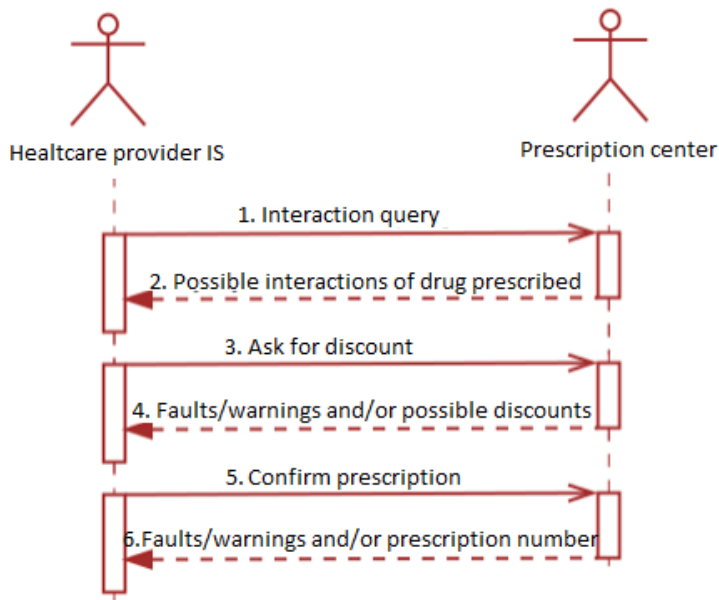 Healtcare provider IS
Prescription center
1. Interaction query
2. Possible interactions of drug prescribed
3. Ask for discount
4. Faults/warnings and/or possible discounts
5. Confirm prescription
6.Faults/warnings and/or prescription number